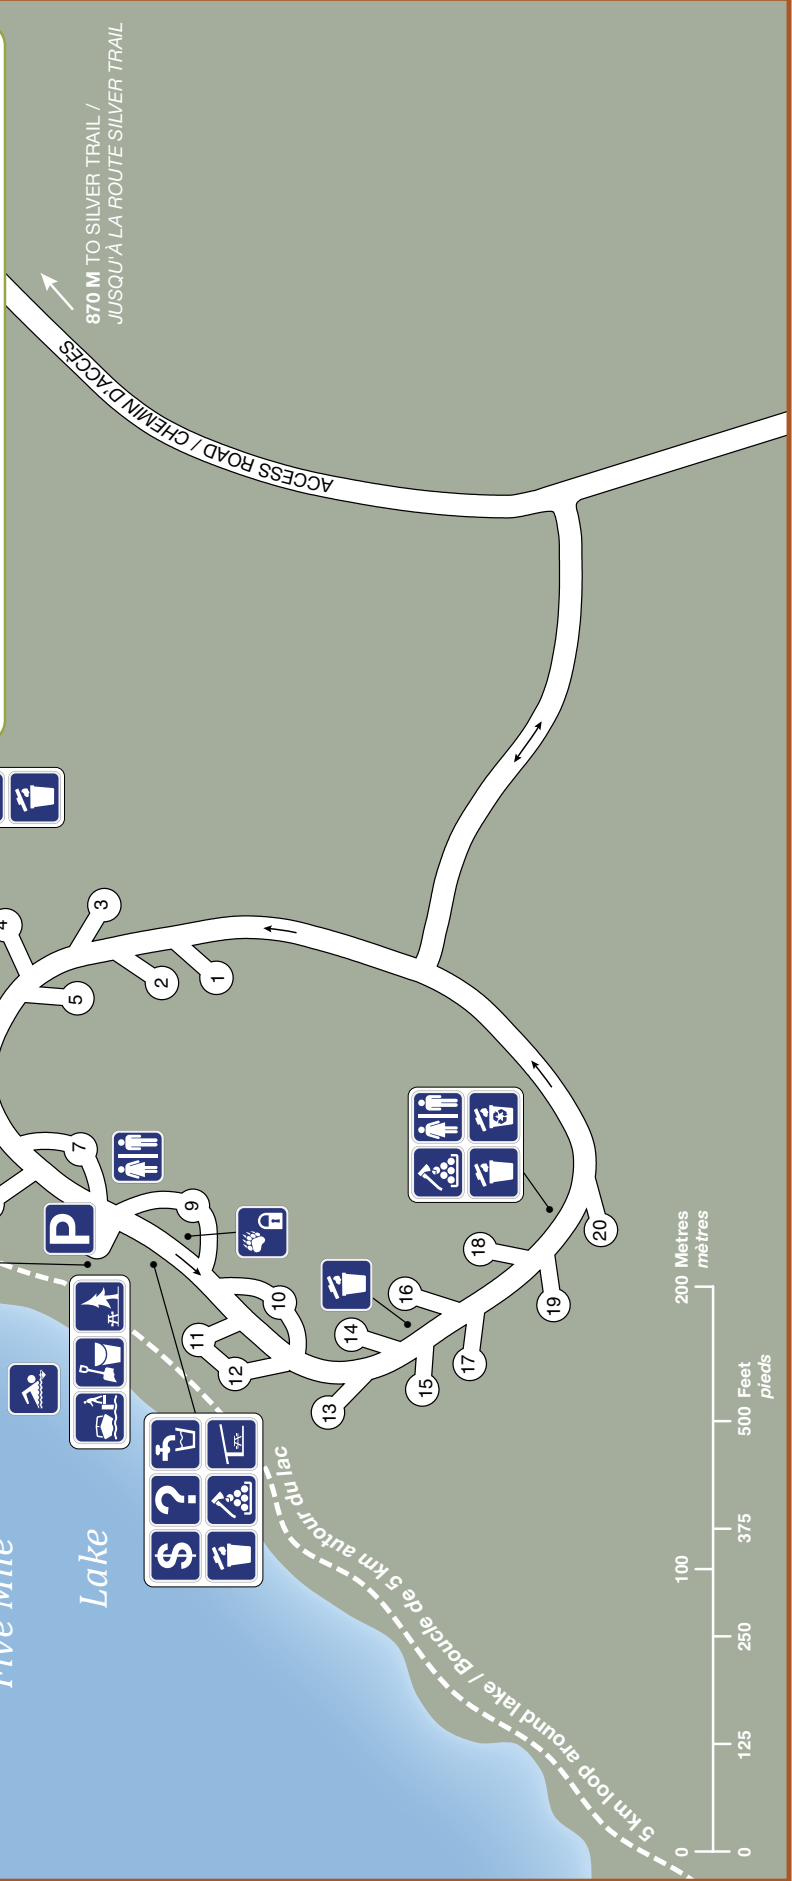 870 M TO SILVER TRAIL /
JUSQU'À LA ROUTE SILVER TRAIL
ACCESS ROAD / CHEMIN D'ACCÈS
3
4
2
1
5
7
P
9
10
11
12
13
14
15
16
17
18
19
20
$
?
Five Mile
Lake
5 km loop around lake / Boucle de 5 km autour du lac
0 100 200 Metres
mètres
0 125 250 375 500 Feet
pieds